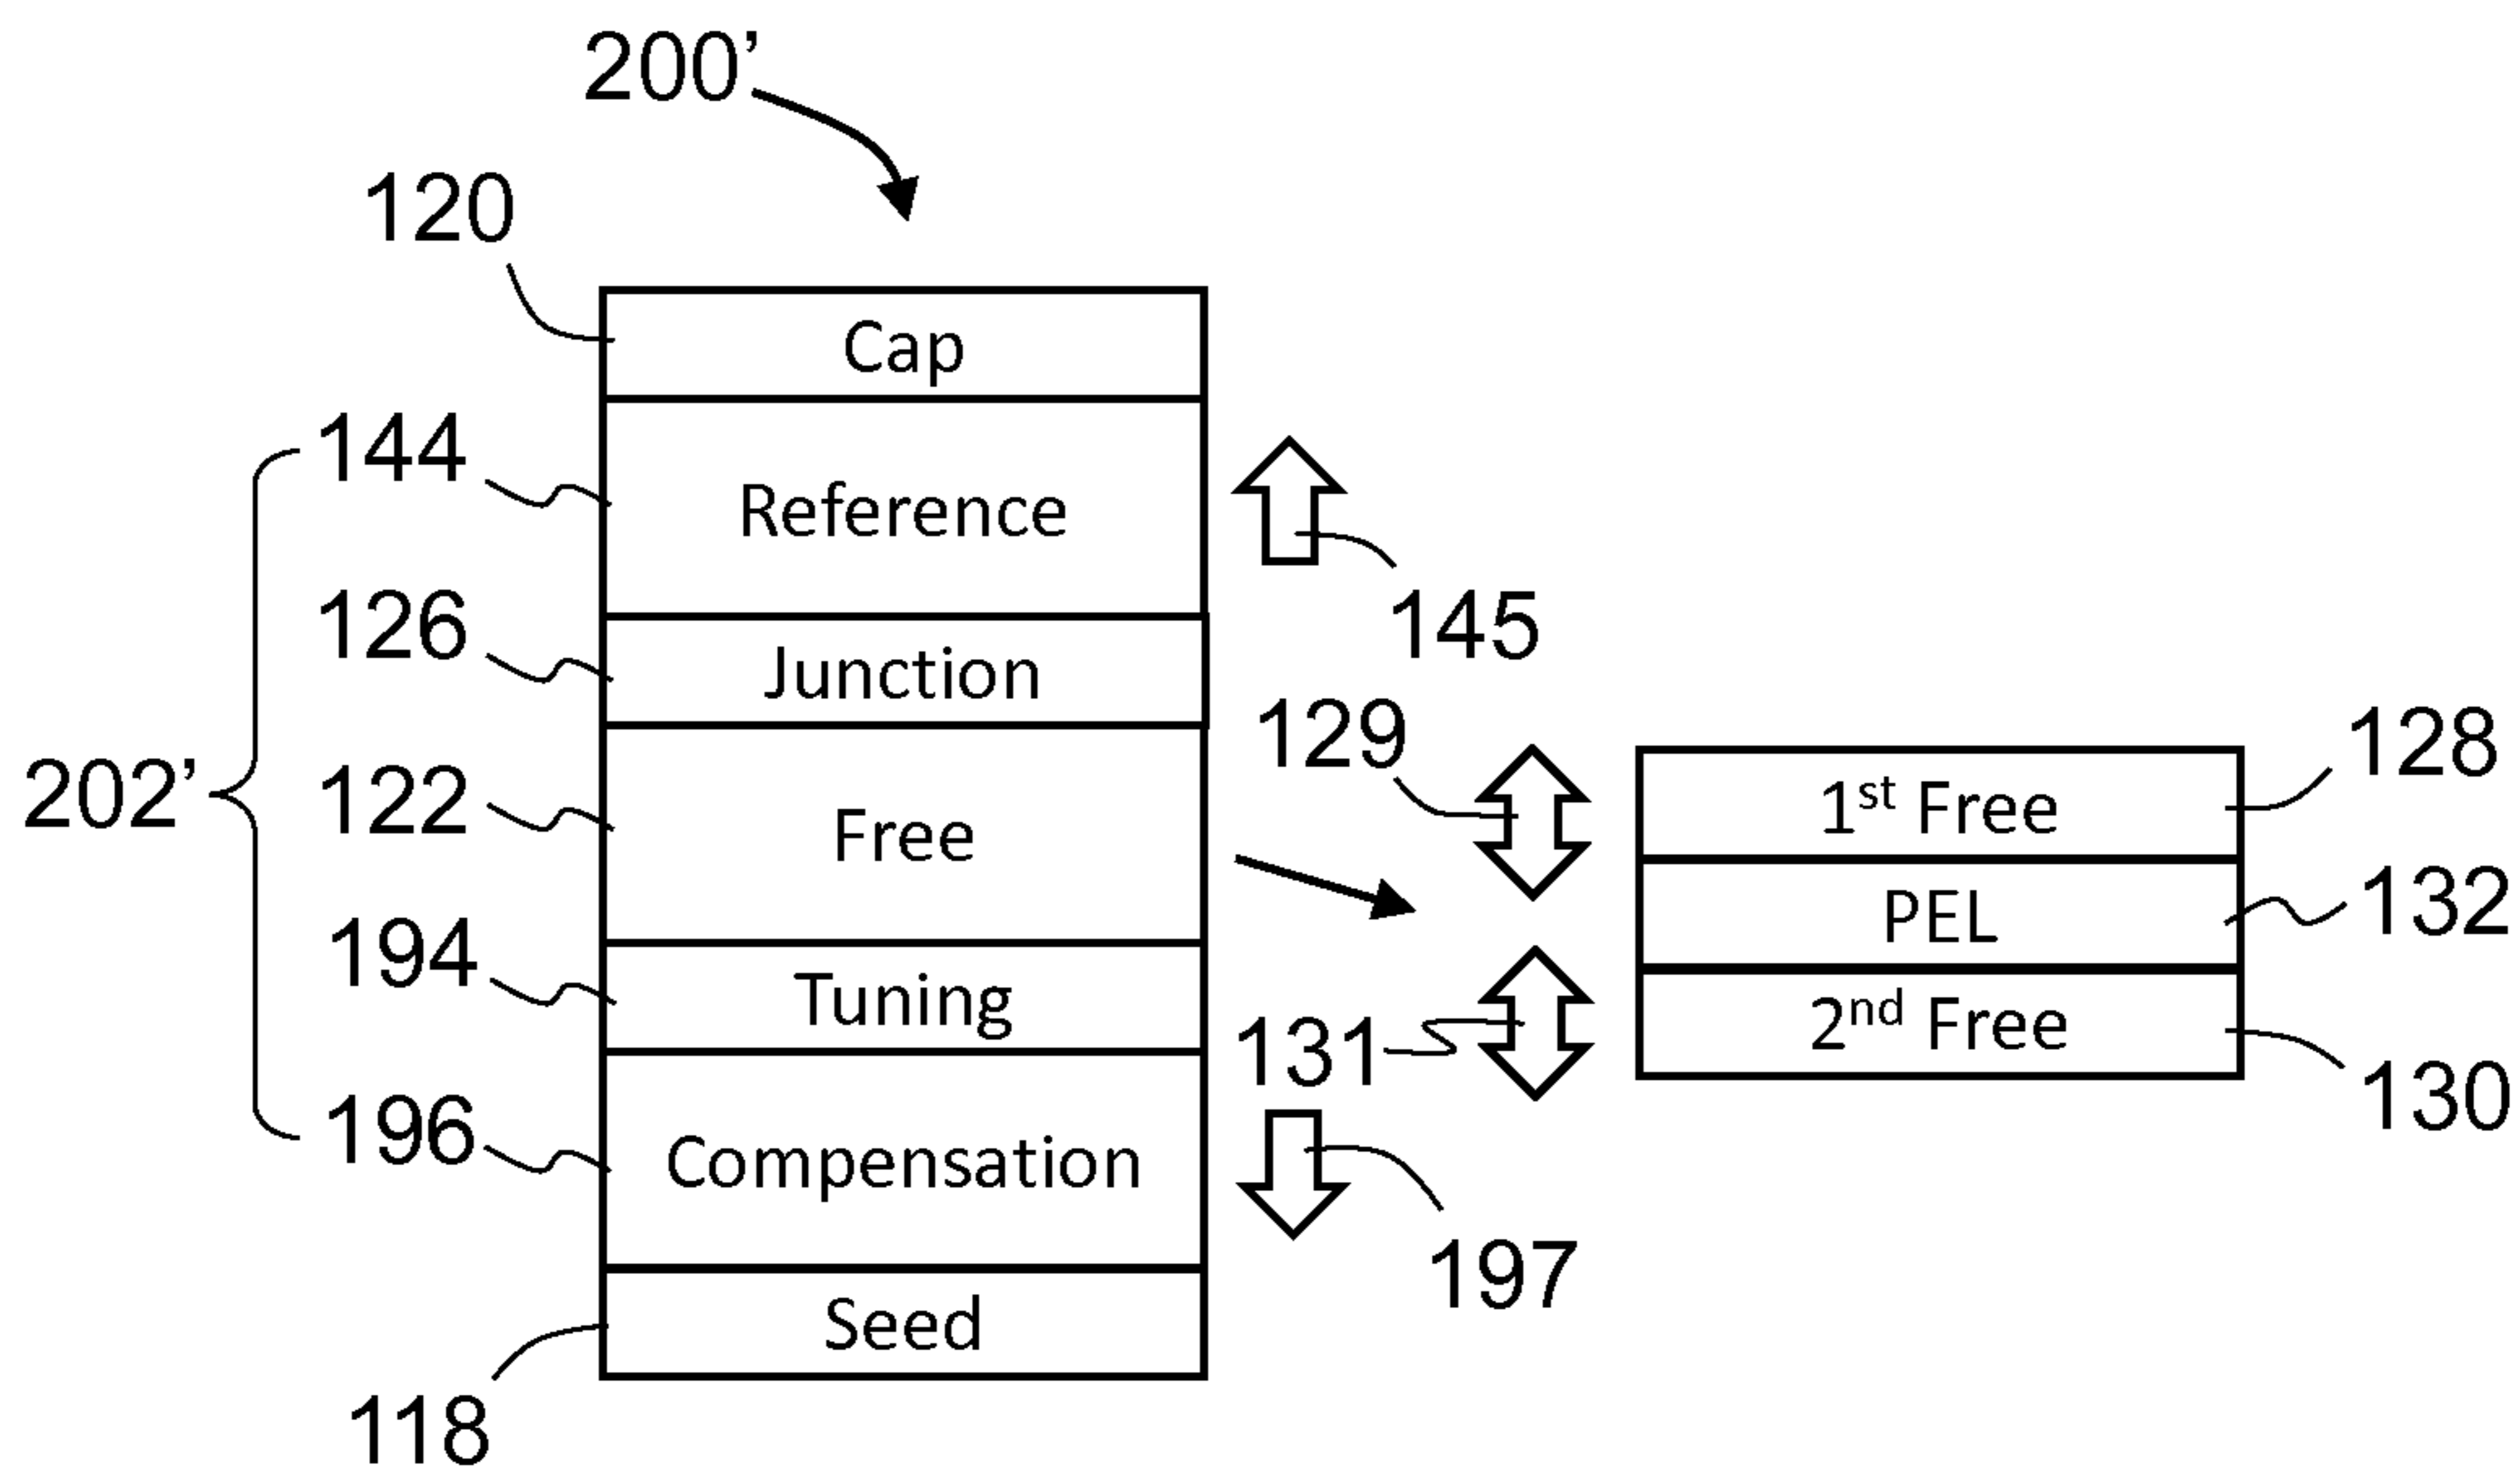 200’
120
Cap
144
Reference
145
126
Junction
129
128
1st Free
202’
122
Free
132
PEL
194
Tuning
131
2nd Free
130
196
Compensation
197
Seed
118